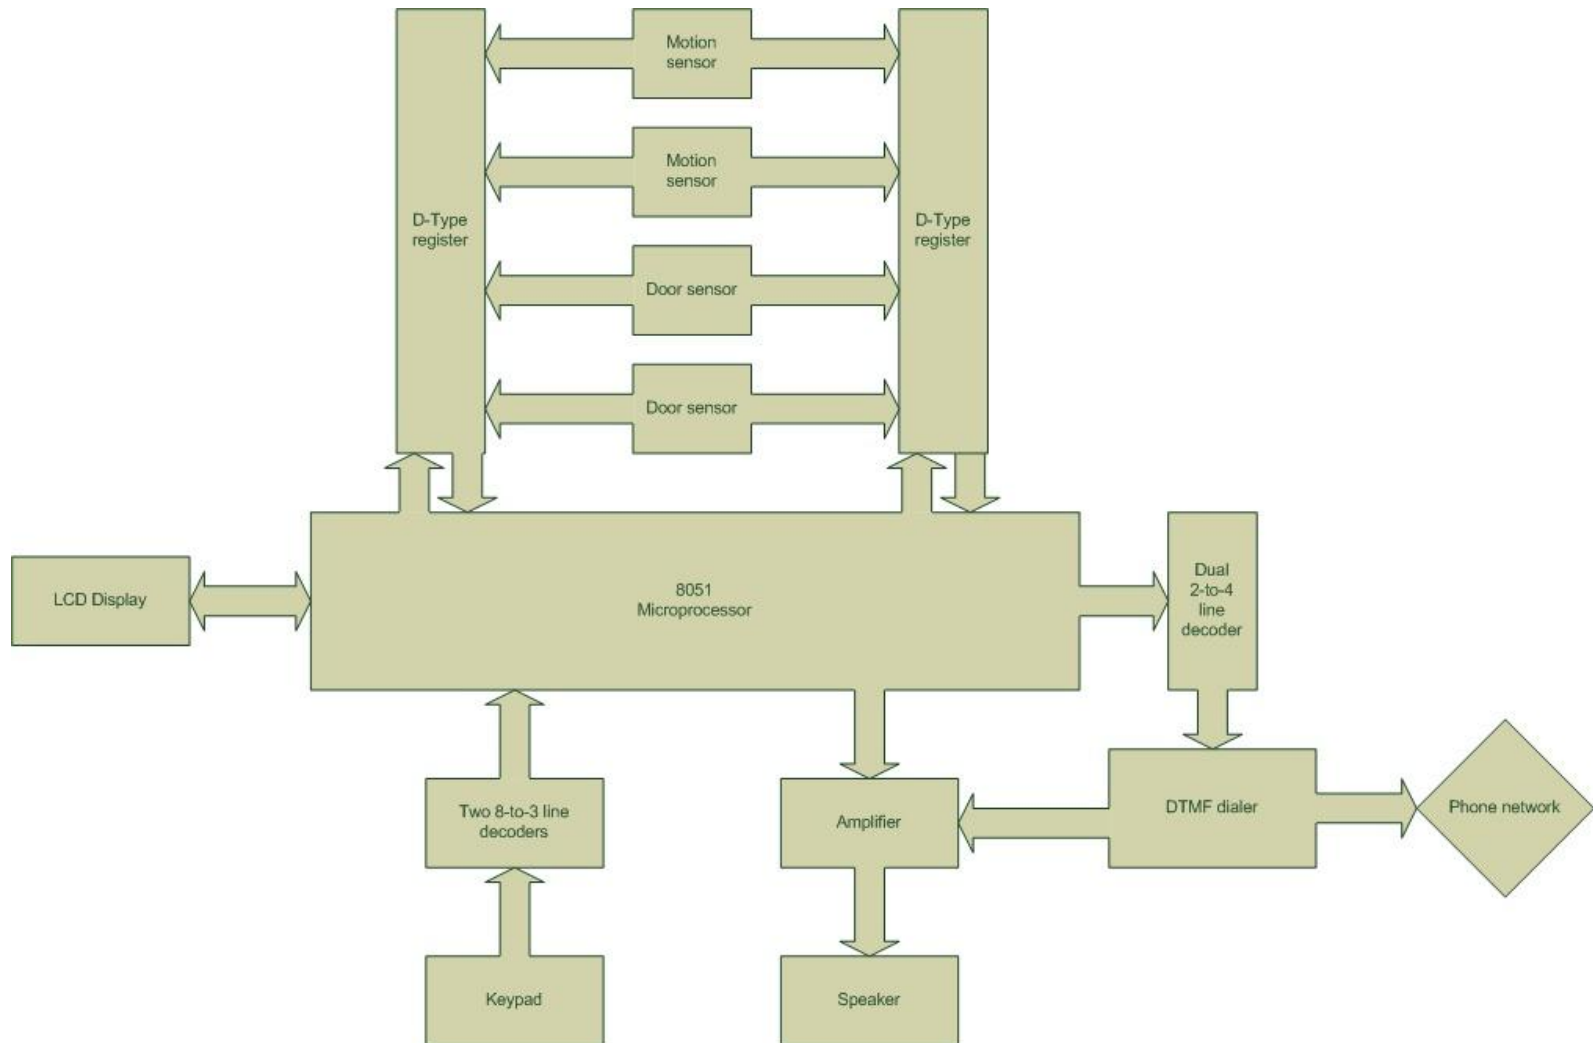 Motion
sensor
Motion
sensor
D-Type
register
D-Type
register
Door sensor
Door sensor
LCD Display
8051
Microprocessor
Dual
2-to-4
line
decoder
Two 8-to-3 line
decoders
Amplifier
DTMF dialer
Phone network
Keypad
Speaker